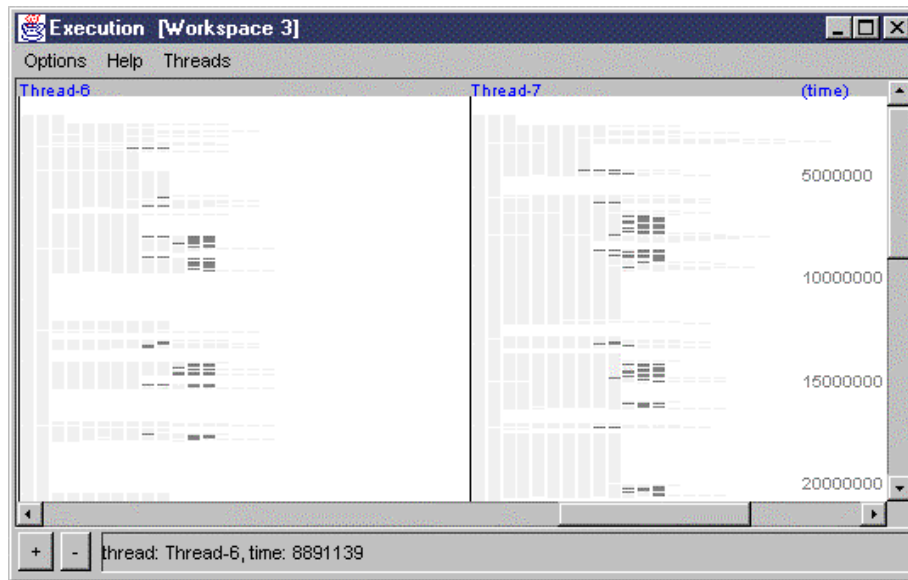 Execution [Workspace 3]
Options Help Threads
Thread-6 Thread-7 (time)
5000000
10000000
15000000
20000000
+ - thread: Thread-6, time: 8891139